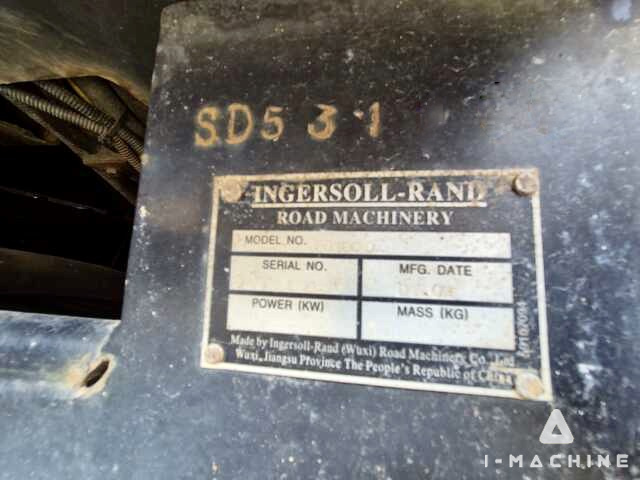 SD5 3 1
INGERSOLL-RAND
ROAD MACHINERY
MODEL NO.
SERIAL NO.
MFG. DATE
POWER (KW)
MASS (KG)
Made by Ingersoll-Rand (Wuxi) Road Machinery Co., Ltd
Wuxi, Jiangsu Province The People's Republic of China
I-MACHINE